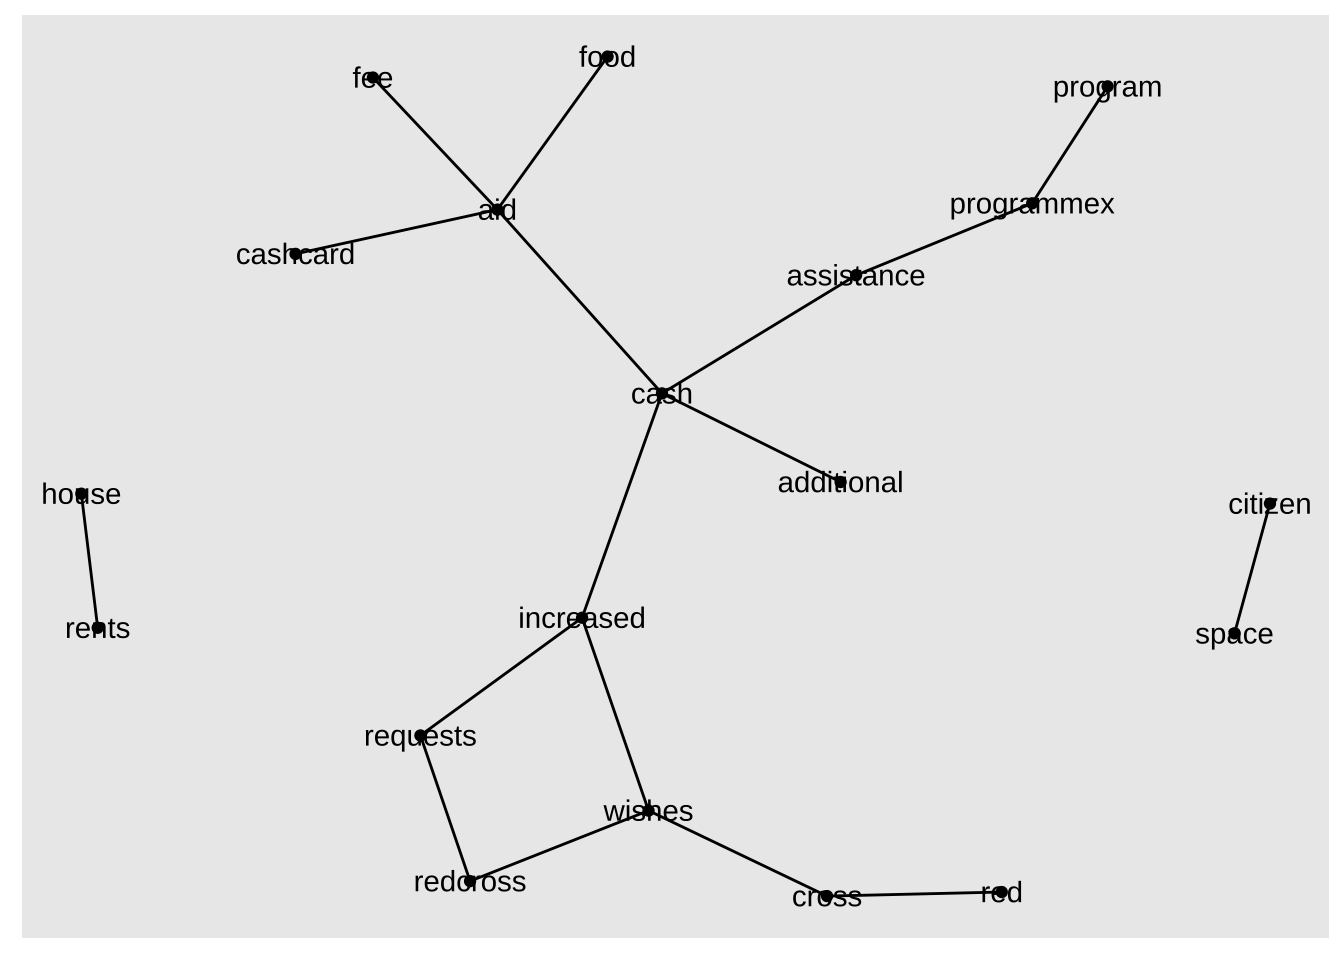 food
fee
program
programmex
aid
cashcard
assistance
cash
additional
house
citizen
increased
rents
space
requests
wishes
redcross
cross
red